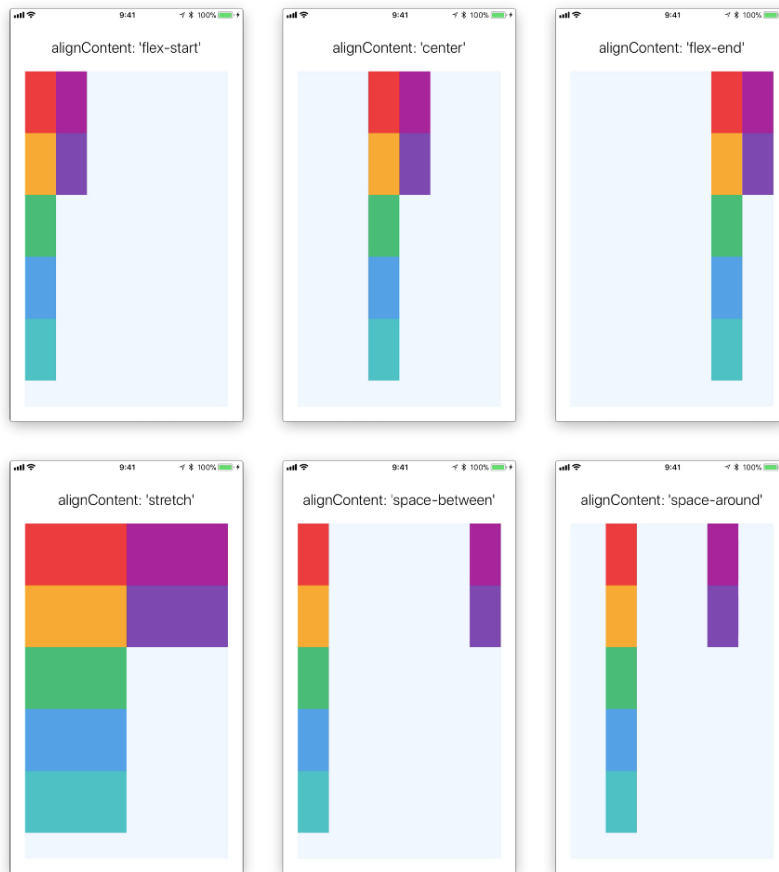 9:41 100%
alignContent: 'flex-start'
9:41 100%
alignContent: 'center'
9:41 100%
alignContent: 'flex-end'
9:41 100%
alignContent: 'stretch'
9:41 100%
alignContent: 'space-between'
9:41 100%
alignContent: 'space-around'